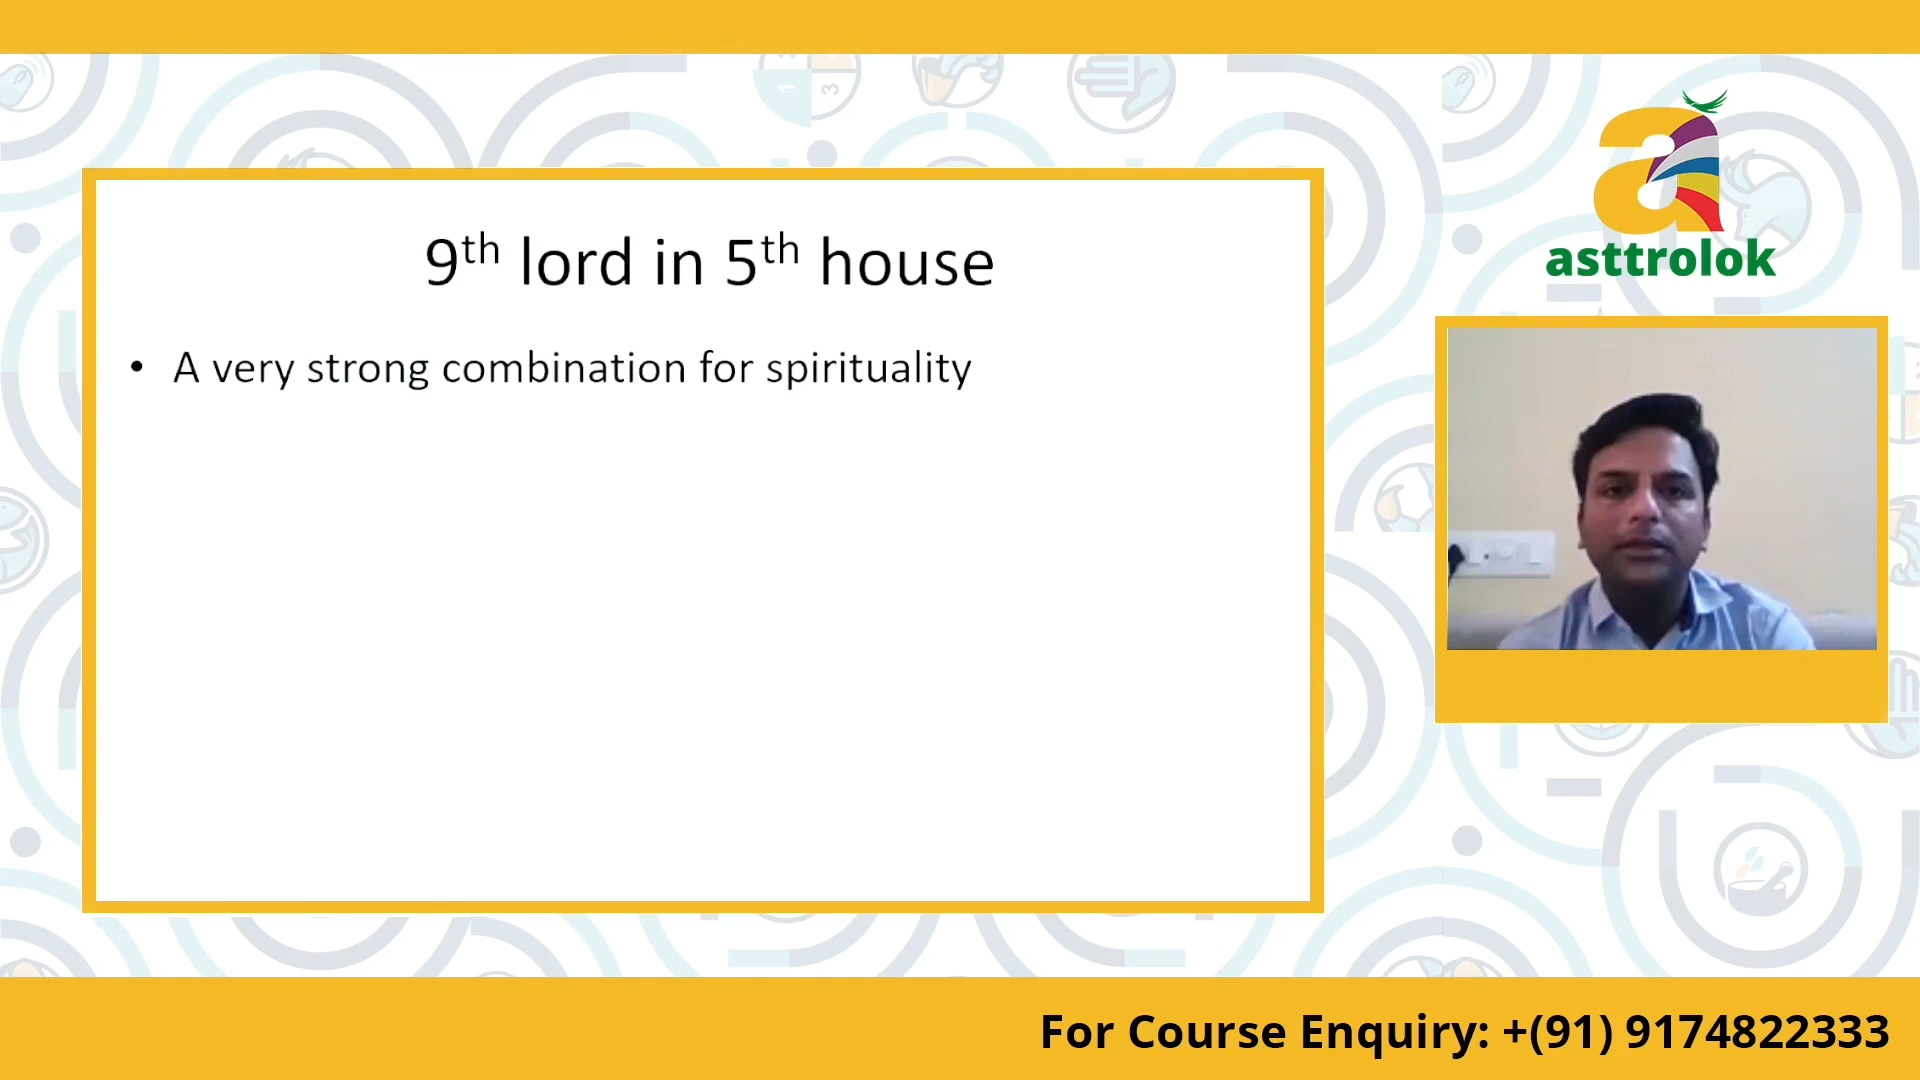 9th lord in 5th house
• A very strong combination for spirituality
asttrolok
For Course Enquiry: +(91) 9174822333